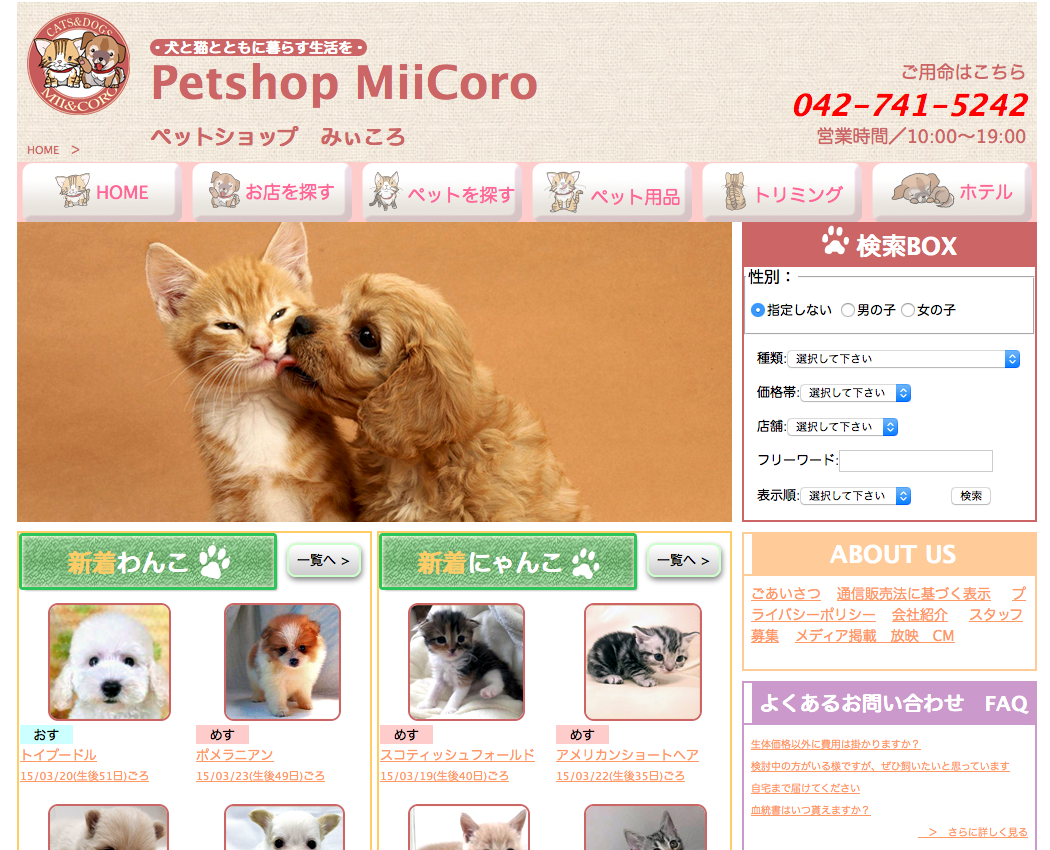 CATS&DOGS
MII&CORO
・犬と猫とともに暮らす生活を・
Petshop MiiCoro
ペットショップ　みぃころ
HOME　>
ご用命はこちら
042-741-5242
営業時間／10:00〜19:00
HOME
お店を探す
ペットを探す
ペット用品
トリミング
ホテル
検索BOX
性別：
指定しない 男の子 女の子
種類: 選択して下さい
価格帯: 選択して下さい
店舗: 選択して下さい
フリーワード:
表示順: 選択して下さい 検索
新着わんこ
一覧へ >
おす
トイプードル
15/03/20(生後51日)ごろ
めす
ポメラニアン
15/03/23(生後49日)ごろ
新着にゃんこ
一覧へ >
めす
スコティッシュフォールド
15/03/19(生後40日)ごろ
めす
アメリカンショートヘア
15/03/22(生後35日)ごろ
ABOUT US
ごあいさつ　通信販売法に基づく表示　プ
ライバシーポリシー　会社紹介　スタッフ
募集　メディア掲載　放映　CM
よくあるお問い合わせ　FAQ
生体価格以外に費用は掛かりますか？
検討中の方がいる様ですが、ぜひ飼いたいと思っています
自宅まで届けてください
血統書はいつ貰えますか？
＞　さらに詳しく見る